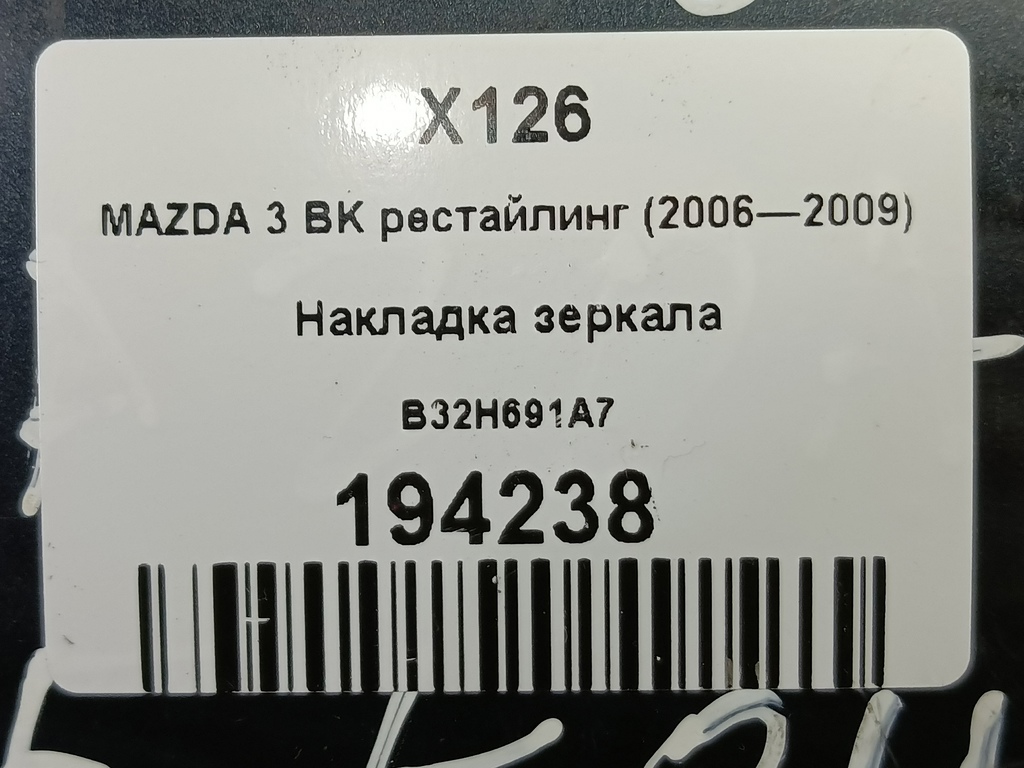 X126
MAZDA 3 BK рестайлинг (2006—2009)
Накладка зеркала
B32H691A7
194238